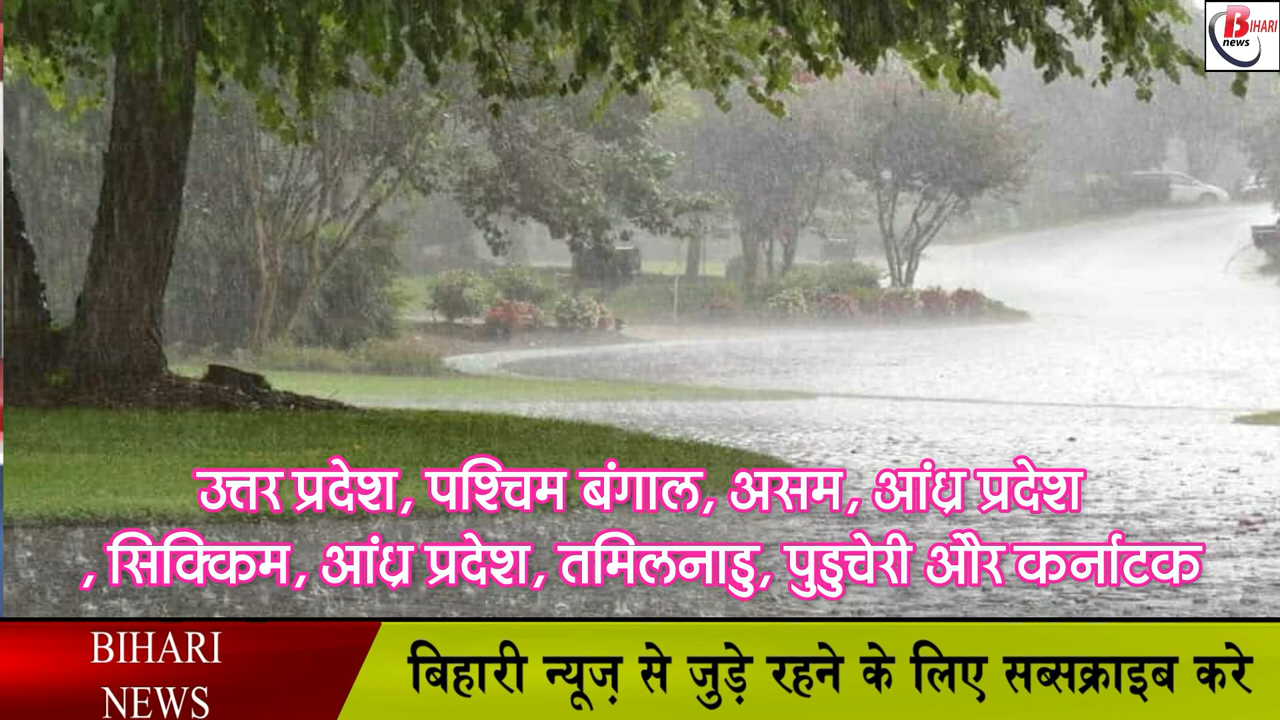 BIHARI
news
उत्तर प्रदेश, पश्चिम बंगाल, असम, आंध्र प्रदेश
, सिक्किम, आंध्र प्रदेश, तमिलनाडु, पुडुचेरी और कर्नाटक
BIHARI
NEWS
बिहारी न्यूज़ से जुड़े रहने के लिए सब्सक्राइब करे